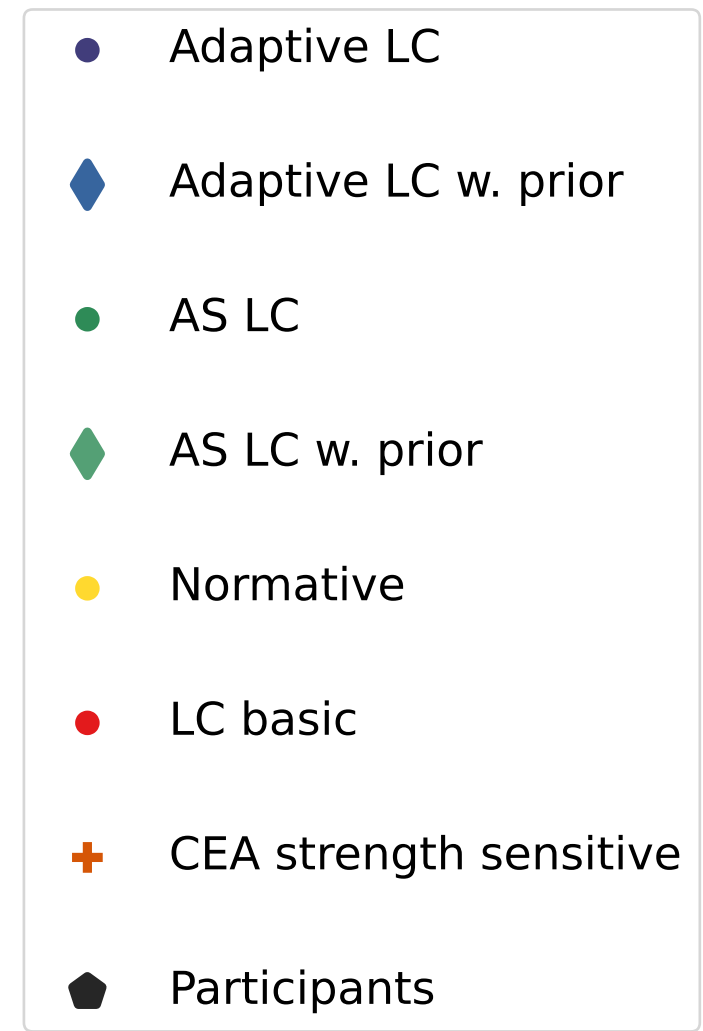 Adaptive LC
Adaptive LC w. prior
AS LC
AS LC w. prior
Normative
LC basic
CEA strength sensitive
Participants